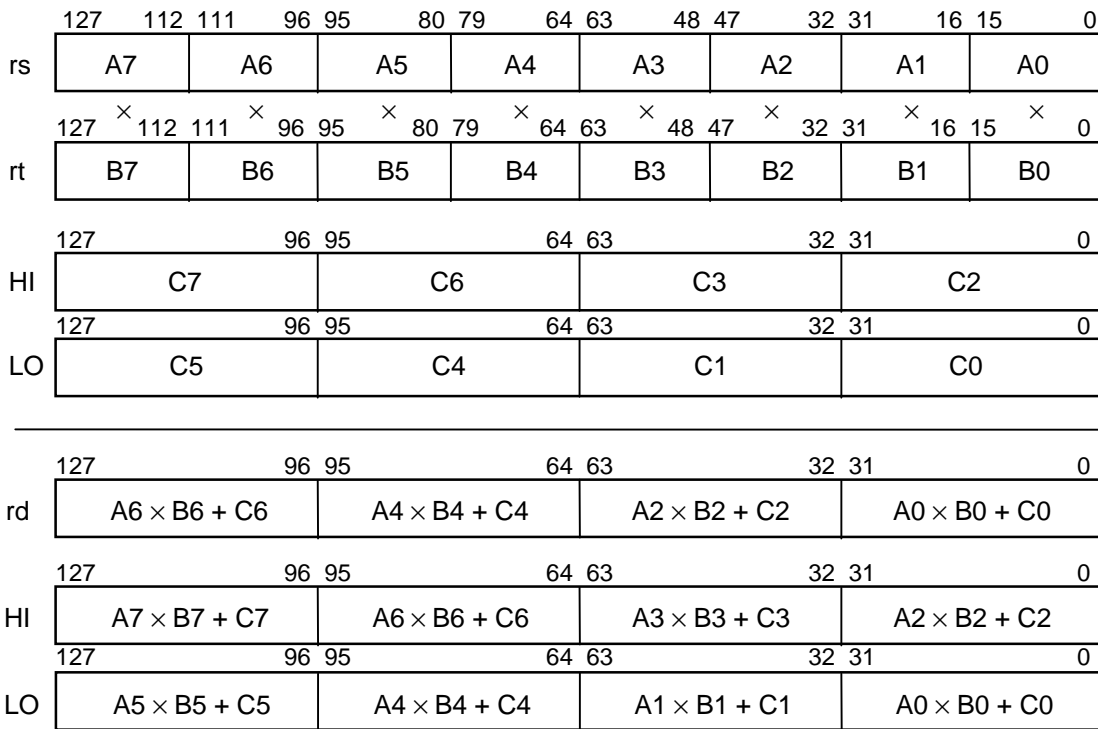 127 112 111 96 95 80 79 64 63 48 47 32 31 16 15 0
rs A7 A6 A5 A4 A3 A2 A1 A0
× × × × × × × ×
127 112 111 96 95 80 79 64 63 48 47 32 31 16 15 0
rt B7 B6 B5 B4 B3 B2 B1 B0
127 96 95 64 63 32 31 0
HI C7 C6 C3 C2
127 96 95 64 63 32 31 0
LO C5 C4 C1 C0
127 96 95 64 63 32 31 0
rd A6 × B6 + C6 A4 × B4 + C4 A2 × B2 + C2 A0 × B0 + C0
127 96 95 64 63 32 31 0
HI A7 × B7 + C7 A6 × B6 + C6 A3 × B3 + C3 A2 × B2 + C2
127 96 95 64 63 32 31 0
LO A5 × B5 + C5 A4 × B4 + C4 A1 × B1 + C1 A0 × B0 + C0